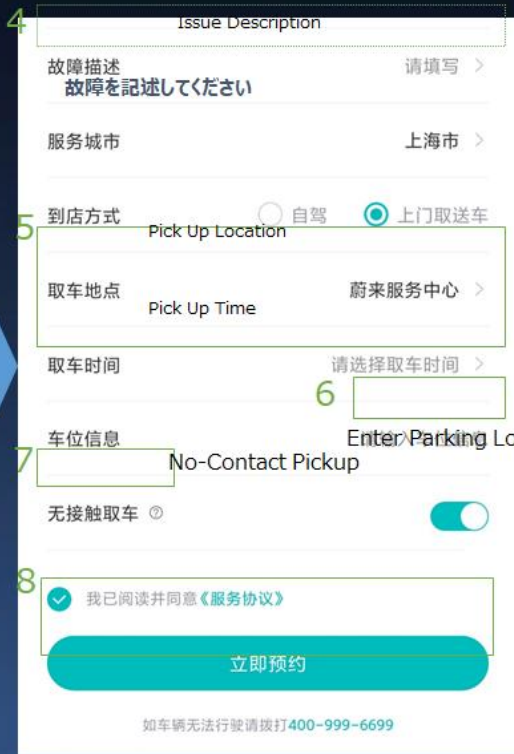 4
Issue Description
故障描述
请填写 >
故障を記述してください
服务城市
上海市 >
到店方式
自驾
上门取送车
5
Pick Up Location
取车地点
蔚来服务中心 >
Pick Up Time
取车时间
请选择取车时间 >
6
车位信息
Enter Parking Lo
7
No-Contact Pickup
无接触取车 ?
8
我已阅读并同意《服务协议》
立即预约
如车辆无法行驶请拨打400-999-6699